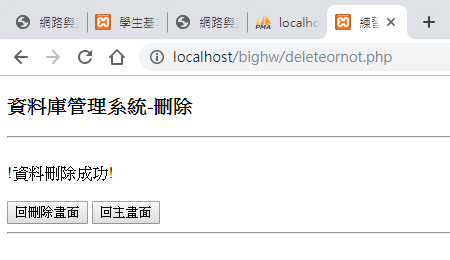 網路與
學生基
網路與
localho
練習
localhost/bighw/deleteornot.php
資料庫管理系統-刪除
!資料刪除成功!
回刪除畫面 回主畫面